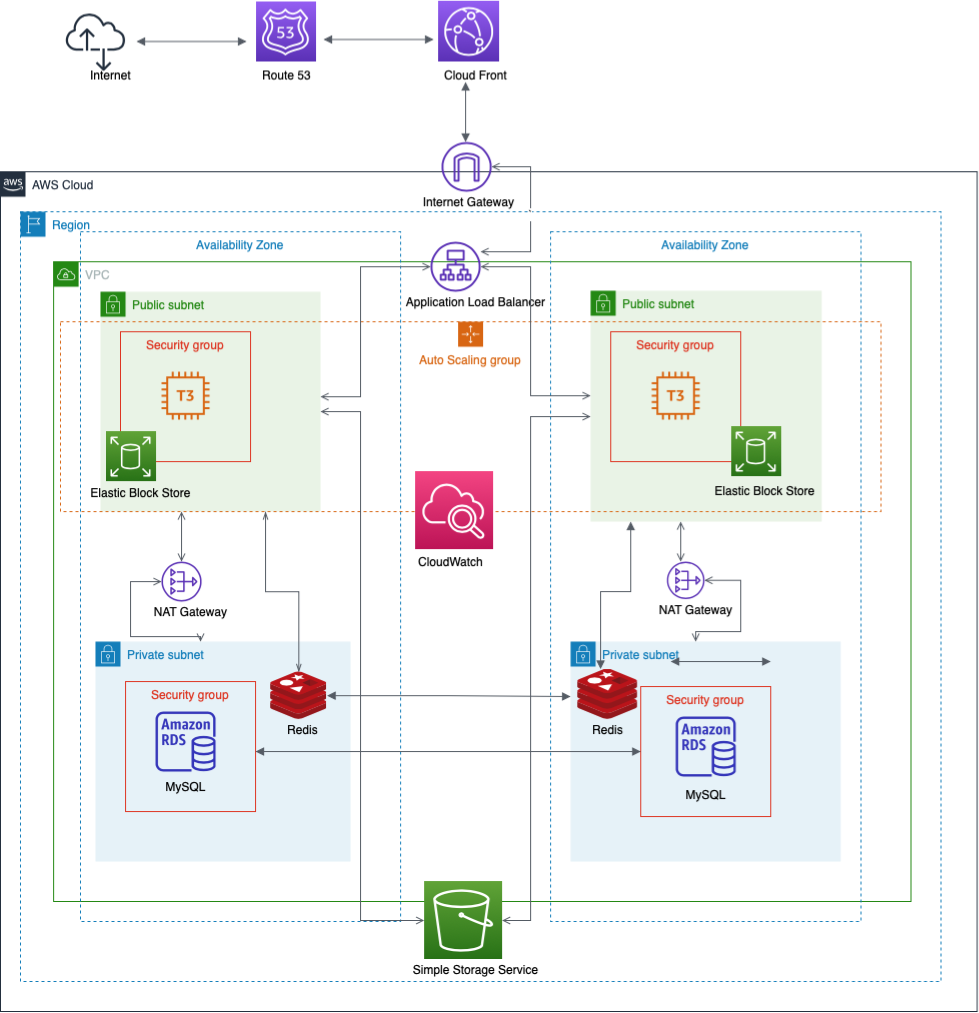 53
Internet
Route 53
Cloud Front
aws
AWS Cloud
Internet Gateway
Region
Availability Zone
Availability Zone
VPC
Application Load Balancer
Public subnet
Public subnet
Security group
Auto Scaling group
Security group
T3
T3
Elastic Block Store
Elastic Block Store
CloudWatch
NAT Gateway
NAT Gateway
Private subnet
Private subnet
Security group
Security group
Amazon
RDS
Redis
Redis
Amazon
RDS
MySQL
MySQL
Simple Storage Service